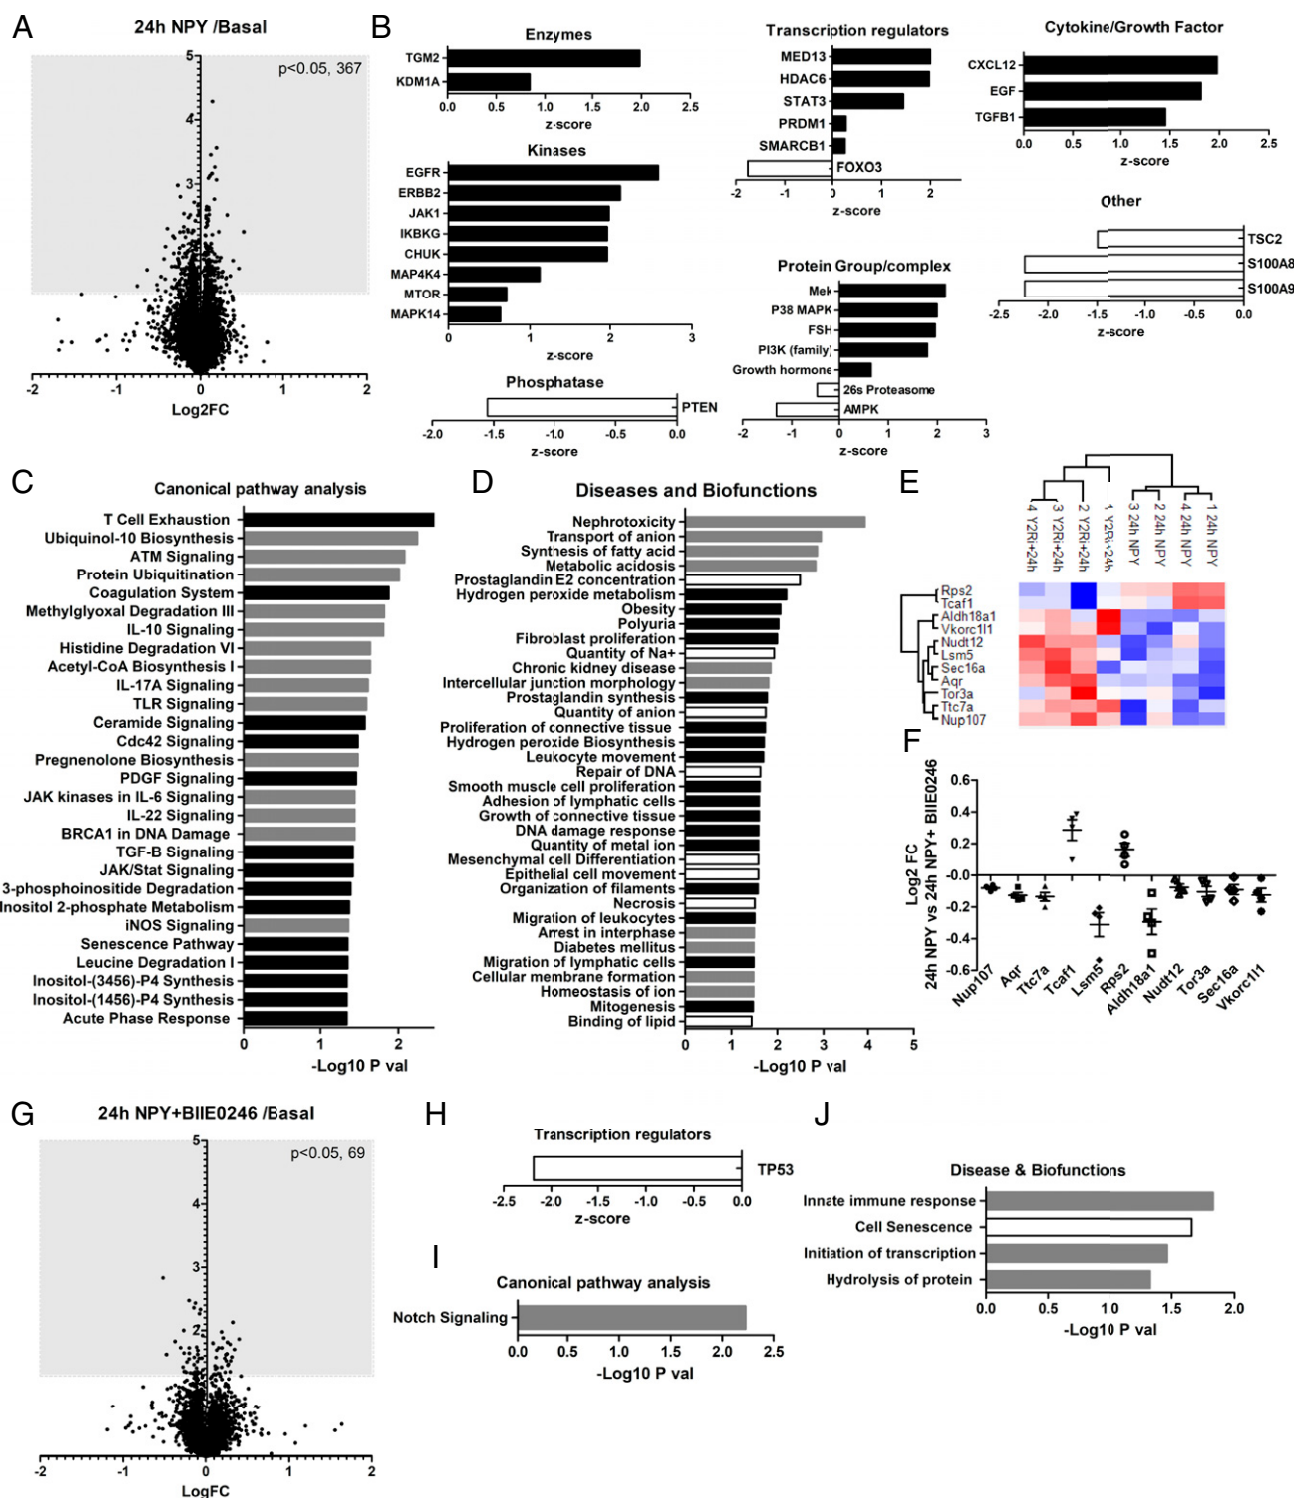 A
24h NPY /Basal
p<0.05, 367
5
4
3
-2 -1 0 1 2
Log2FC
B
Enzymes
TGM2
KDM1A
0.0 0.5 1.0 1.5 2.0 2.5
z-score
Kinases
EGFR
ERBB2
JAK1
IKBKG
CHUK
MAP4K4
MTOR
MAPK14
0 1 2 3
z-score
Phosphatase
PTEN
-2.0 -1.5 -1.0 -0.5 0.0
z-score
Transcription regulators
MED13
HDAC6
STAT3
PRDM1
SMARCB1
FOXO3
-2 -1 0 1 2
z-score
Protein Group/complex
Mek
P38 MAPK
FSH
PI3K (family)
Growth hormone
26s Proteasome
AMPK
-2 -1 0 1 2 3
z-score
Cytokine/Growth Factor
CXCL12
EGF
TGFB1
0.0 0.5 1.0 1.5 2.0 2.5
z-score
Other
TSC2
S100A8
S100A9
-2.5 -2.0 -1.5 -1.0 -0.5 0.0
z-score
C
Canonical pathway analysis
T Cell Exhaustion
Ubiquinol-10 Biosynthesis
ATM Signaling
Protein Ubiquitination
Coagulation System
Methylglyoxal Degradation III
IL-10 Signaling
Histidine Degradation VI
Acetyl-CoA Biosynthesis I
IL-17A Signaling
TLR Signaling
Ceramide Signaling
Cdc42 Signaling
Pregnenolone Biosynthesis
PDGF Signaling
JAK kinases in IL-6 Signaling
IL-22 Signaling
BRCA1 in DNA Damage
TGF-B Signaling
JAK/Stat Signaling
3-phosphoinositide Degradation
Inositol 2-phosphate Metabolism
iNOS Signaling
Senescence Pathway
Leucine Degradation I
Inositol-(3456)-P4 Synthesis
Inositol-(1456)-P4 Synthesis
Acute Phase Response
0 1 2
-Log10 P val
D
Diseases and Biofunctions
Nephrotoxicity
Transport of anion
Synthesis of fatty acid
Metabolic acidosis
Prostaglandin E2 concentration
Hydrogen peroxide metabolism
Obesity
Polyuria
Fibroblast proliferation
Quantity of Na+
Chronic kidney disease
Intercellular junction morphology
Prostaglandin synthesis
Quantity of anion
Proliferation of connective tissue
Hydrogen peroxide Biosynthesis
Leukocyte movement
Repair of DNA
Smooth muscle cell proliferation
Adhesion of lymphatic cells
Growth of connective tissue
DNA damage response
Quantity of metal ion
Mesenchymal cell Differentiation
Epithelial cell movement
Organization of filaments
Necrosis
Migration of leukocytes
Arrest in interphase
Diabetes mellitus
Migration of lymphatic cells
Cellular membrane formation
Homeostasis of ion
Mitogenesis
Binding of lipid
0 1 2 3 4 5
-Log10 P val
E
4 Y2Ri+24h
3 Y2Ri+24h
2 Y2Ri+24h
1 Y2Ri+24h
3 24h NPY
2 24h NPY
4 24h NPY
1 24h NPY
Rps2
Tcaf1
Aldh18a1
Vkorc1l1
Nudt12
Lsm5
Sec16a
Aqr
Tor3a
Ttc7a
Nup107
F
Log2 FC
24h NPY vs 24h NPY+ BIIE0246
0.6
0.4
0.2
-0.0
-0.2
-0.4
-0.6
Nup107
Aqr
Ttc7a
Tcaf1
Lsm5
Rps2
Aldh18a1
Nudt12
Tor3a
Sec16a
Vkorc1l1
G
24h NPY+BIIE0246 /Basal
p<0.05, 69
5
4
3
2
-2 -1 0 1 2
LogFC
H
Transcription regulators
TP53
-2.5 -2.0 -1.5 -1.0 -0.5 0.0
z-score
I
Canonical pathway analysis
Notch Signaling
0.0 0.5 1.0 1.5 2.0 2.5
-Log10 P val
J
Disease & Biofunctions
Innate immune response
Cell Senescence
Initiation of transcription
Hydrolysis of protein
0.0 0.5 10 1.5 2.0
-Log10 P val